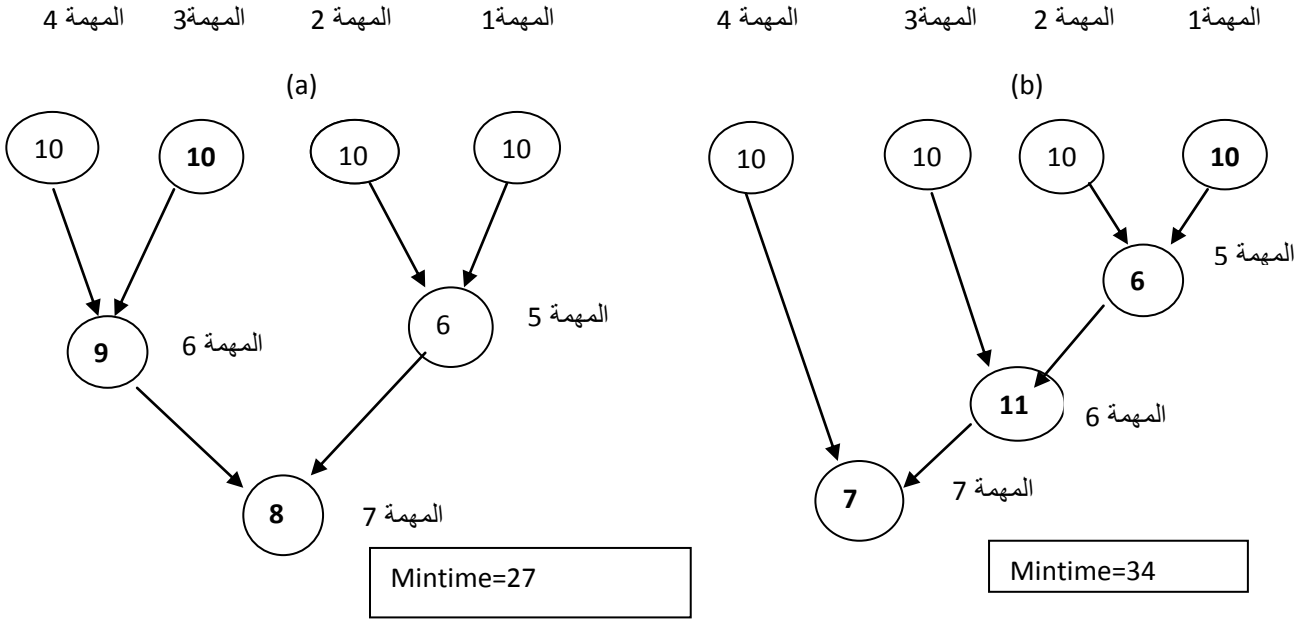 المهمة 4 المهمة3 المهمة 2 المهمة1
المهمة 4 المهمة3 المهمة 2 المهمة1
(a)
(b)
10 10 10 10
10 10 10 10
المهمة 5
6
المهمة 5
6
المهمة 6
9
11
المهمة 6
8
المهمة 7
7
المهمة 7
Mintime=27
Mintime=34